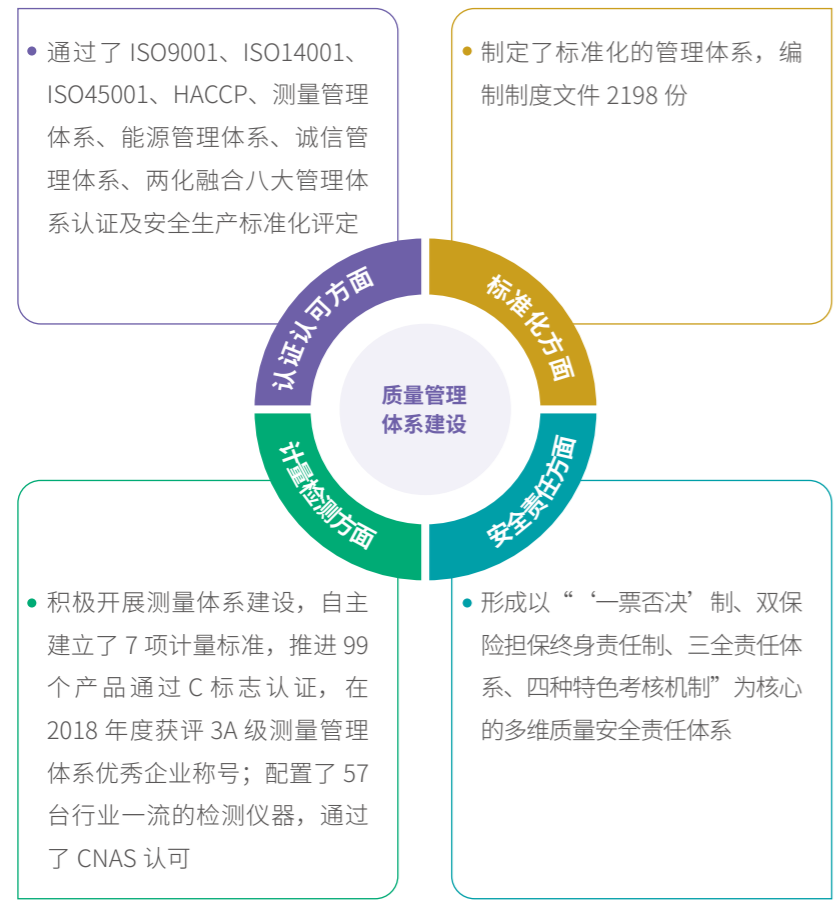 • 通过了 ISO9001、ISO14001、
ISO45001、HACCP、测量管理
体系、能源管理体系、诚信管
理体系、两化融合八大管理体
系认证及安全生产标准化评定
• 制定了标准化的管理体系，编
制制度文件 2198 份
认证认可方面
标准化方面
质量管理
体系建设
计量检测方面
安全责任方面
• 积极开展测量体系建设，自主
建立了 7 项计量标准，推进 99
个产品通过 C 标志认证，在
2018 年度获评 3A 级测量管理
体系优秀企业称号；配置了 57
台行业一流的检测仪器，通过
了 CNAS 认可
• 形成以“‘一票否决’制、双保
险担保终身责任制、三全责任体
系、四种特色考核机制”为核心
的多维质量安全责任体系